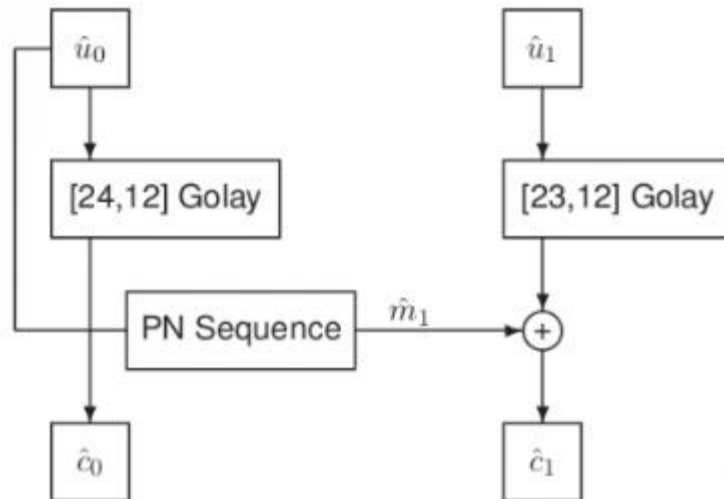 û₀ û₁
[24,12] Golay [23,12] Golay
PN Sequence m̂₁ +
ĉ₀ ĉ₁